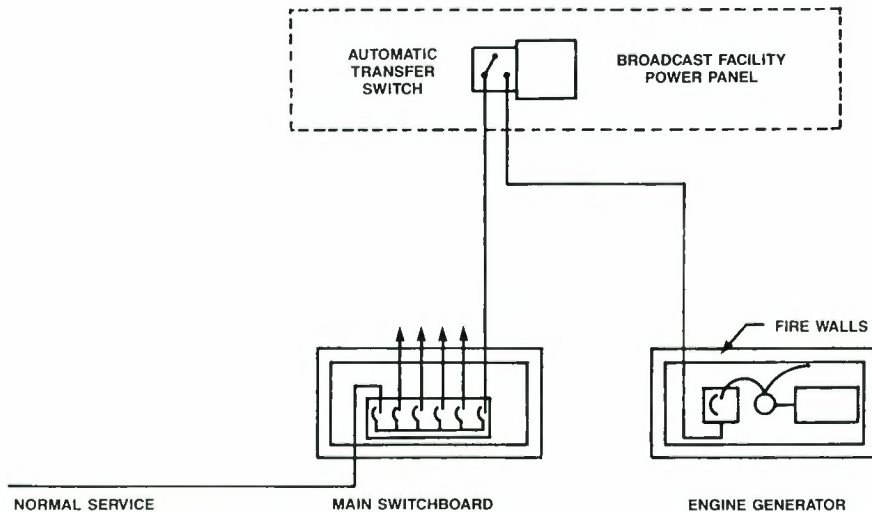 AUTOMATIC
TRANSFER
SWITCH
BROADCAST FACILITY
POWER PANEL
FIRE WALLS
NORMAL SERVICE
MAIN SWITCHBOARD
ENGINE GENERATOR